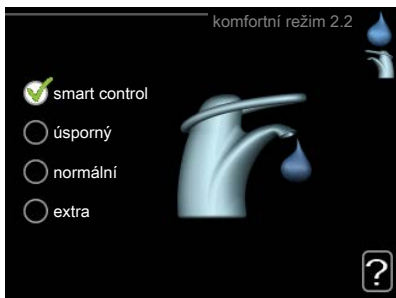 komfortní režim 2.2
smart control
úsporný
normální
extra
?